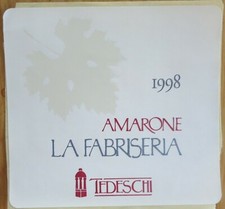 1998
AMARONE
LA FABRISERIA
TEDESCHI